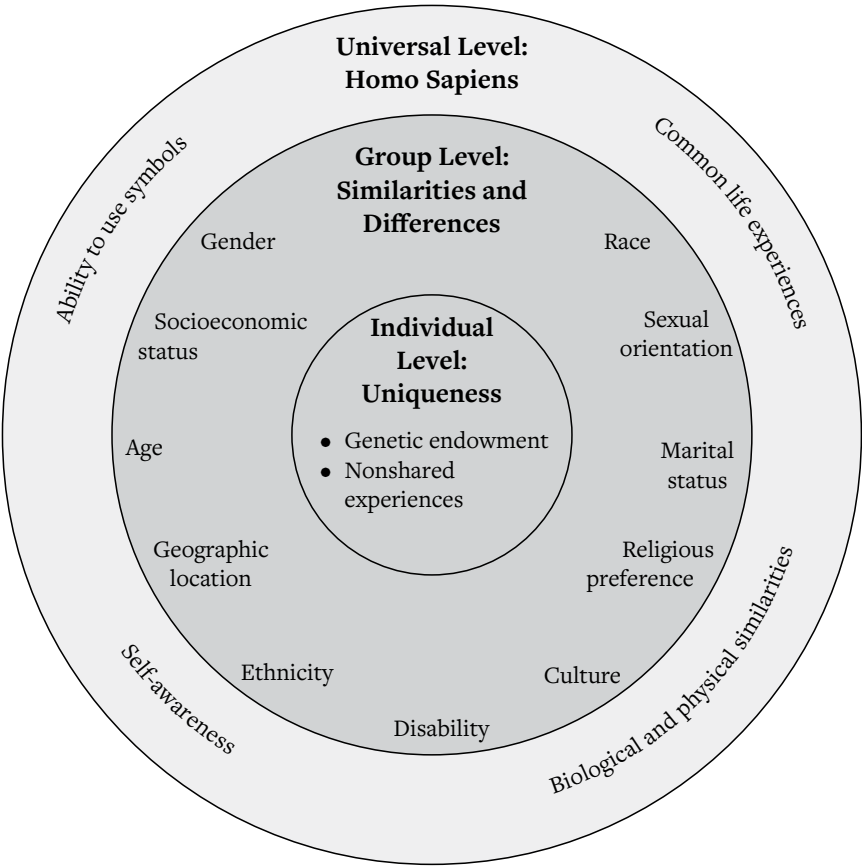 Universal Level:
Homo Sapiens
Ability to use symbols
Common life experiences
Group Level:
Similarities and
Differences
Gender
Race
Socioeconomic
status
Sexual
orientation
Individual
Level:
Uniqueness
• Genetic endowment
• Nonshared
experiences
Age
Marital
status
Geographic
location
Religious
preference
Self-awareness
Ethnicity
Culture
Disability
Biological and physical similarities